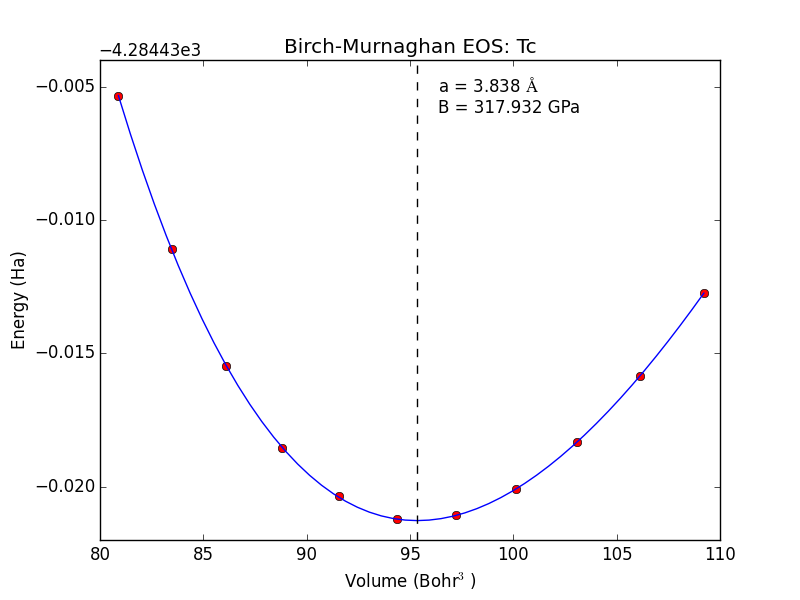 −4.28443e3
Birch-Murnaghan EOS: Tc
a = 3.838 Å
B = 317.932 GPa
Energy (Ha)
−0.005
−0.010
−0.015
−0.020
80 85 90 95 100 105 110
Volume (Bohr³ )